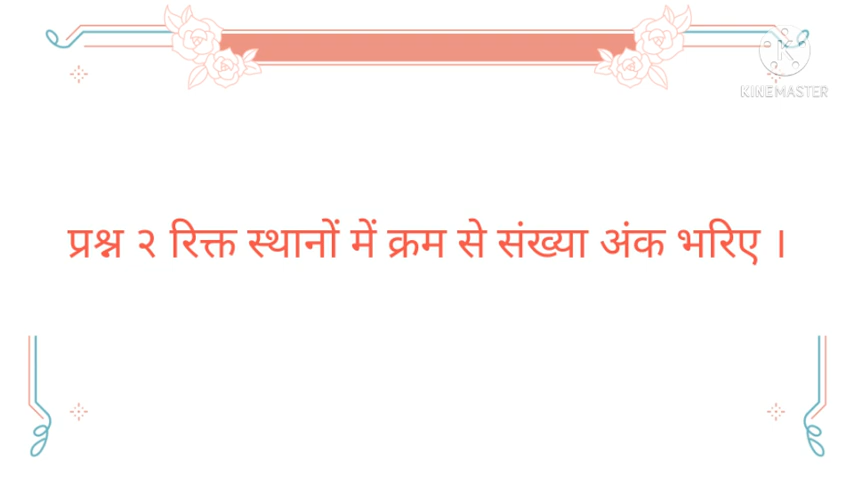 KINEMASTER
प्रश्न २ रिक्त स्थानों में क्रम से संख्या अंक भरिए ।